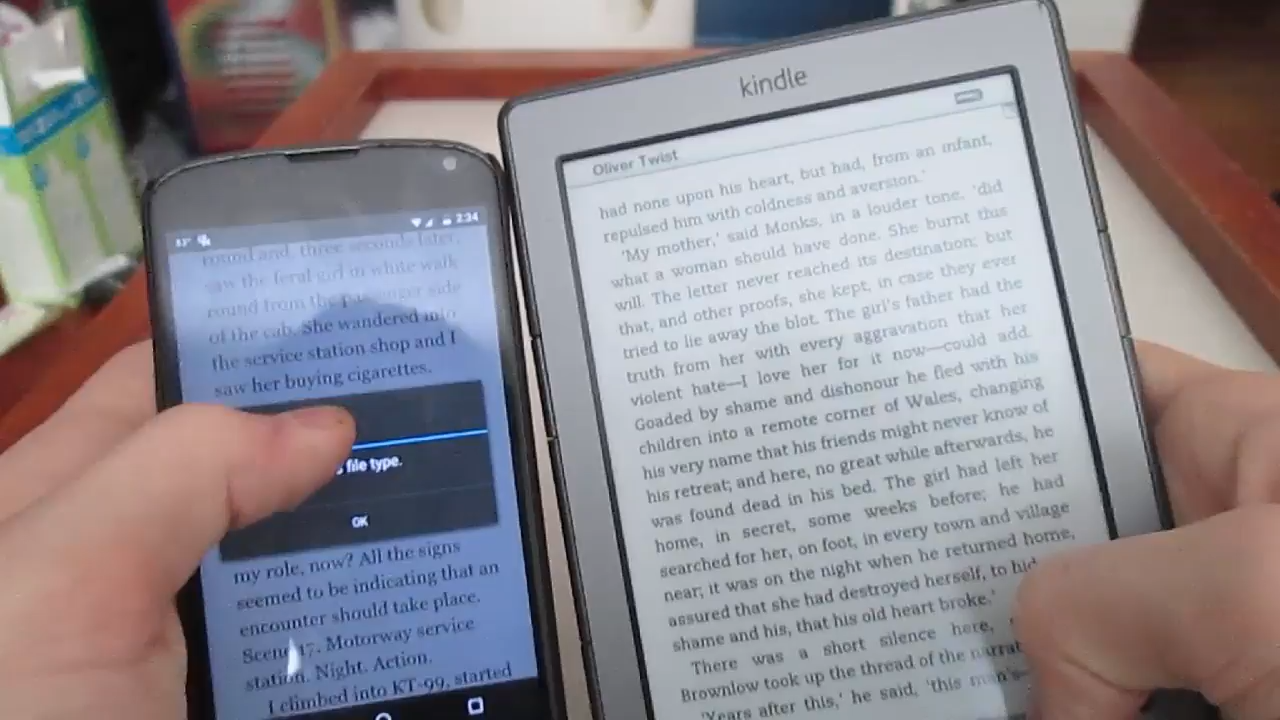 2:34
round and, three seconds later,
saw the feral girl in white walk
round from the passenger side
of the cab. She wandered into
the service station shop and I
saw her buying cigarettes.
file type.
OK
my role, now? All the signs
seemed to be indicating that an
encounter should take place.
Scene 17. Motorway service
station. Night. Action.
I climbed into KT-99, started
kindle
Oliver Twist
had none upon his heart, but had, from an infant,
repulsed him with coldness and aversion.'
'My mother,' said Monks, in a louder tone, 'did
what a woman should have done. She burnt this
will. The letter never reached its destination; but
that, and other proofs, she kept, in case they ever
tried to lie away the blot. The girl's father had the
truth from her with every aggravation that her
violent hate—I love her for it now—could add.
Goaded by shame and dishonour he fled with his
children into a remote corner of Wales, changing
his very name that his friends might never know of
his retreat; and here, no great while afterwards, he
was found dead in his bed. The girl had left her
home, in secret, some weeks before; he had
searched for her, on foot, in every town and village
near; it was on the night when he returned home,
assured that she had destroyed herself, to hid
shame and his, that his old heart broke.'
There was a short silence here,
Brownlow took up the thread of the narrat
'Years after this,' he said, 'this man's—